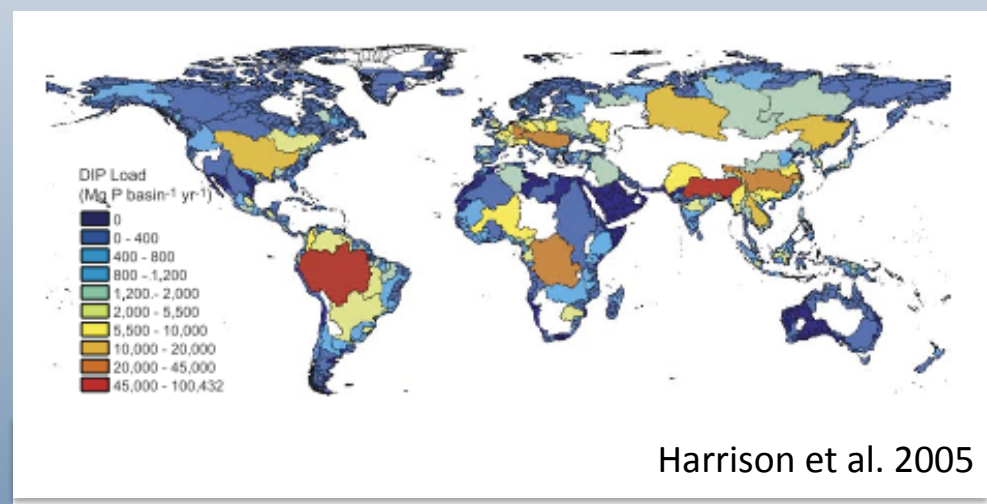 DIP Load
(Mg P basin-1 yr-1)
0
0 - 400
400 - 800
800 - 1,200
1,200 - 2,000
2,000 - 5,500
5,500 - 10,000
10,000 - 20,000
20,000 - 45,000
45,000 - 100,432
Harrison et al. 2005